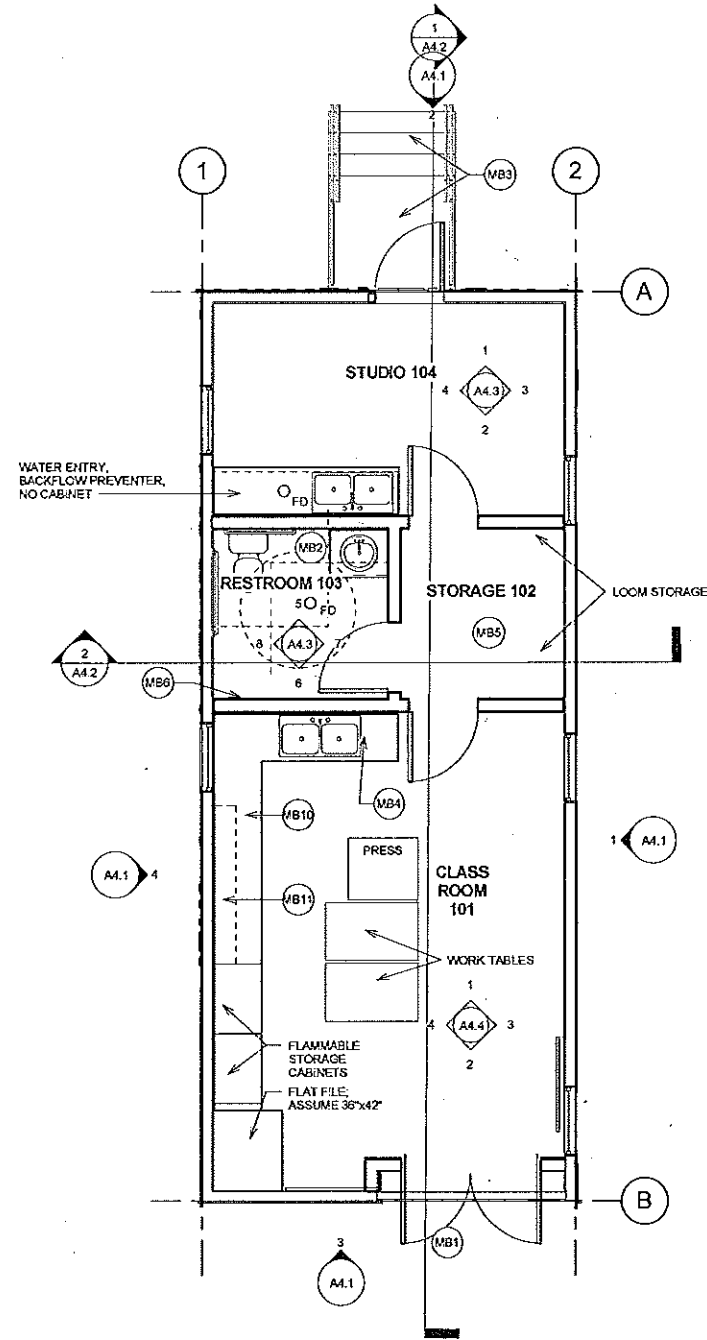 1
A4.2
A4.1
2
1
2
MB3
A
STUDIO 104
1
4
A4.3
3
2
WATER ENTRY,
BACKFLOW PREVENTER,
NO CABINET
FD
MB2
RESTROOM 103
STORAGE 102
LOOM STORAGE
5
FD
MB5
8
A4.3
7
6
2
A4.2
MB6
MB10
MB4
1
A4.1
PRESS
A4.1
4
MB11
CLASS
ROOM
101
WORK TABLES
1
4
A4.4
3
2
FLAMMABLE
STORAGE
CABINETS
FLAT FILE;
ASSUME 36"x42"
B
MB1
3
A4.1